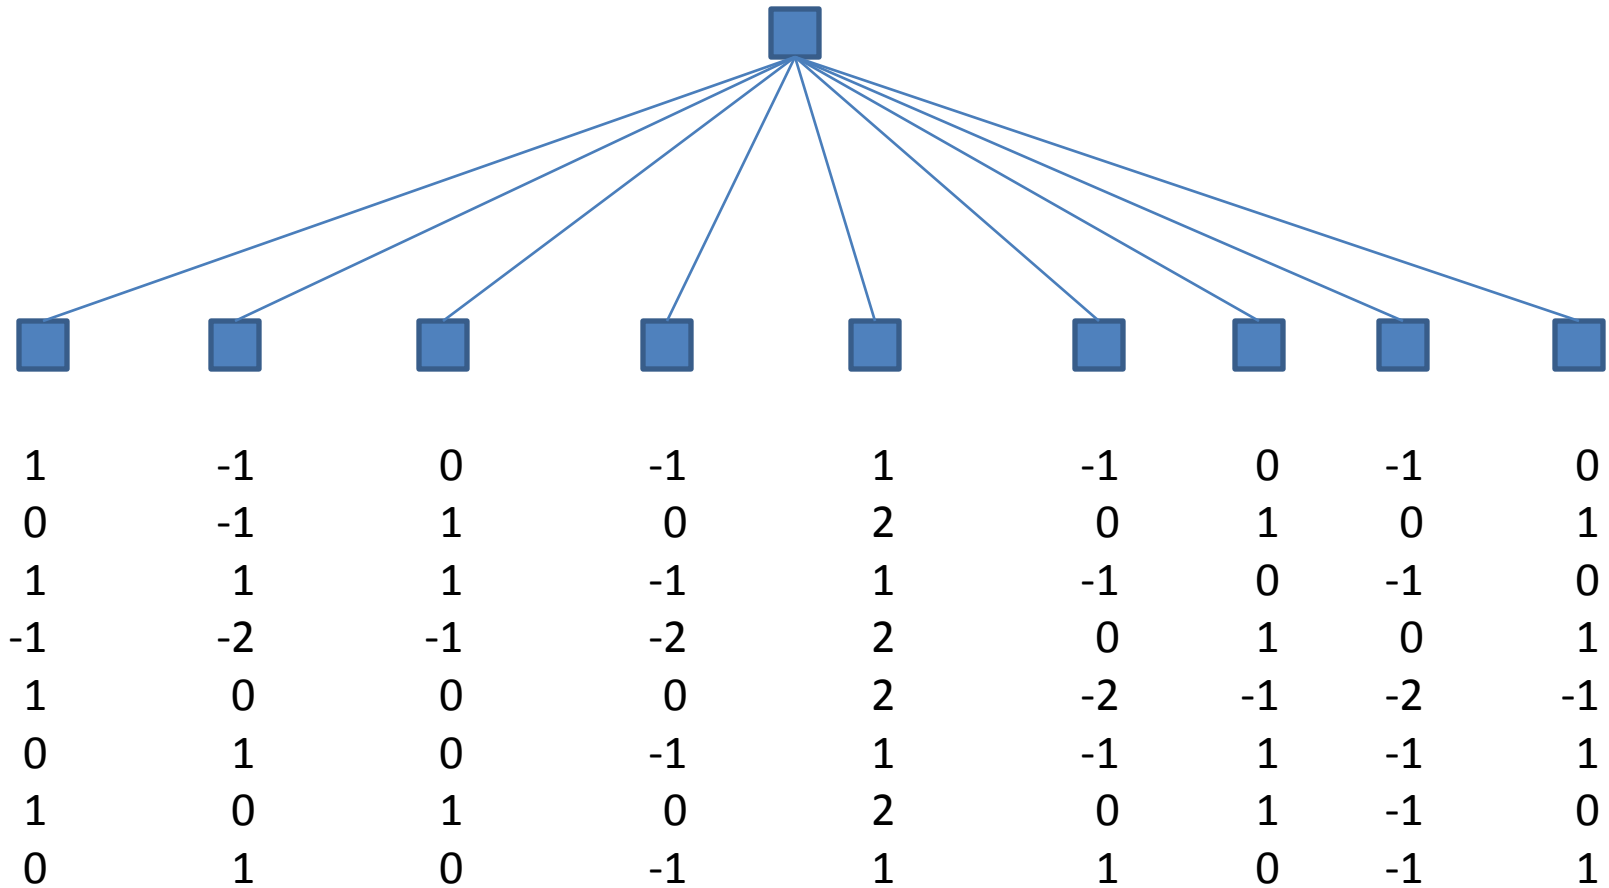 1 -1 0 -1 1 -1 0 -1 0
0 -1 1 0 2 0 1 0 1
1 1 1 -1 1 -1 0 -1 0
-1 -2 -1 -2 2 0 1 0 1
1 0 0 0 2 -2 -1 -2 -1
0 1 0 -1 1 -1 1 -1 1
1 0 1 0 2 0 1 -1 0
0 1 0 -1 1 1 0 -1 1